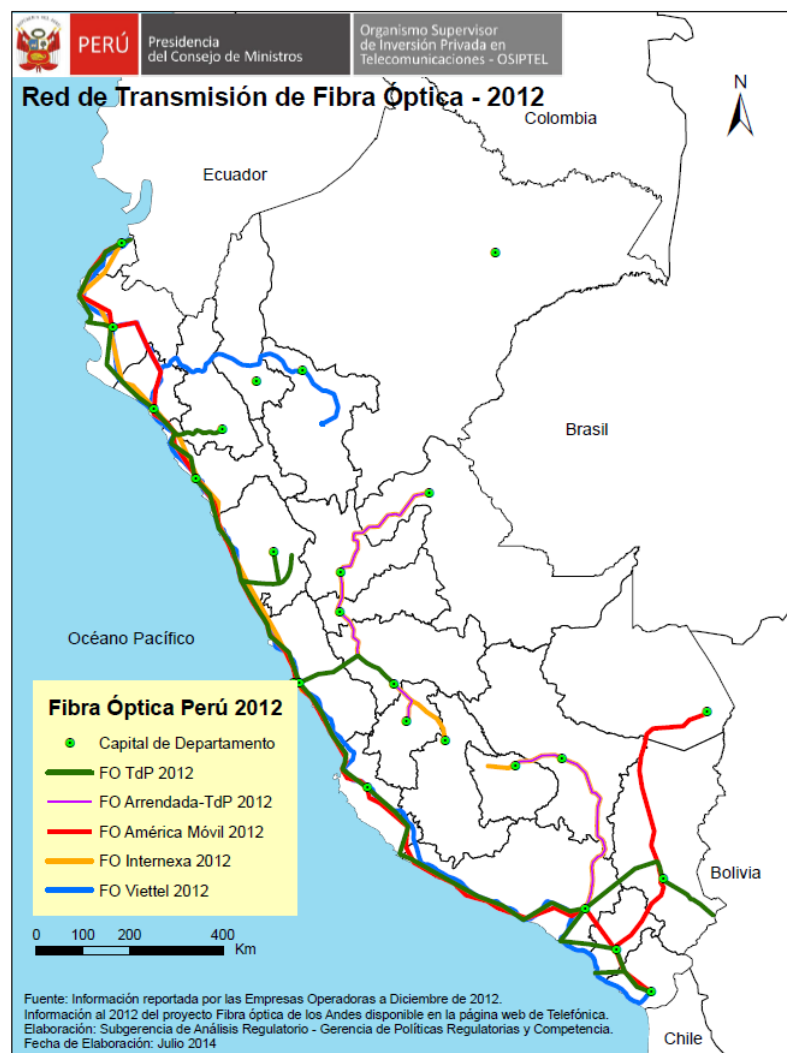 PERÚ
Presidencia
del Consejo de Ministros
Organismo Supervisor
de Inversión Privada en
Telecomunicaciones - OSIPTEL
Red de Transmisión de Fibra Óptica - 2012
N
Colombia
Ecuador
Brasil
Océano Pacífico
Fibra Óptica Perú 2012
Capital de Departamento
FO TdP 2012
FO Arrendada-TdP 2012
FO América Móvil 2012
FO Internexa 2012
FO Viettel 2012
Bolivia
0 100 200 400
Km
Fuente: Información reportada por las Empresas Operadoras a Diciembre de 2012.
Información al 2012 del proyecto Fibra óptica de los Andes disponible en la página web de Telefónica.
Elaboración: Subgerencia de Análisis Regulatorio - Gerencia de Políticas Regulatorias y Competencia.
Fecha de Elaboración: Julio 2014
Chile